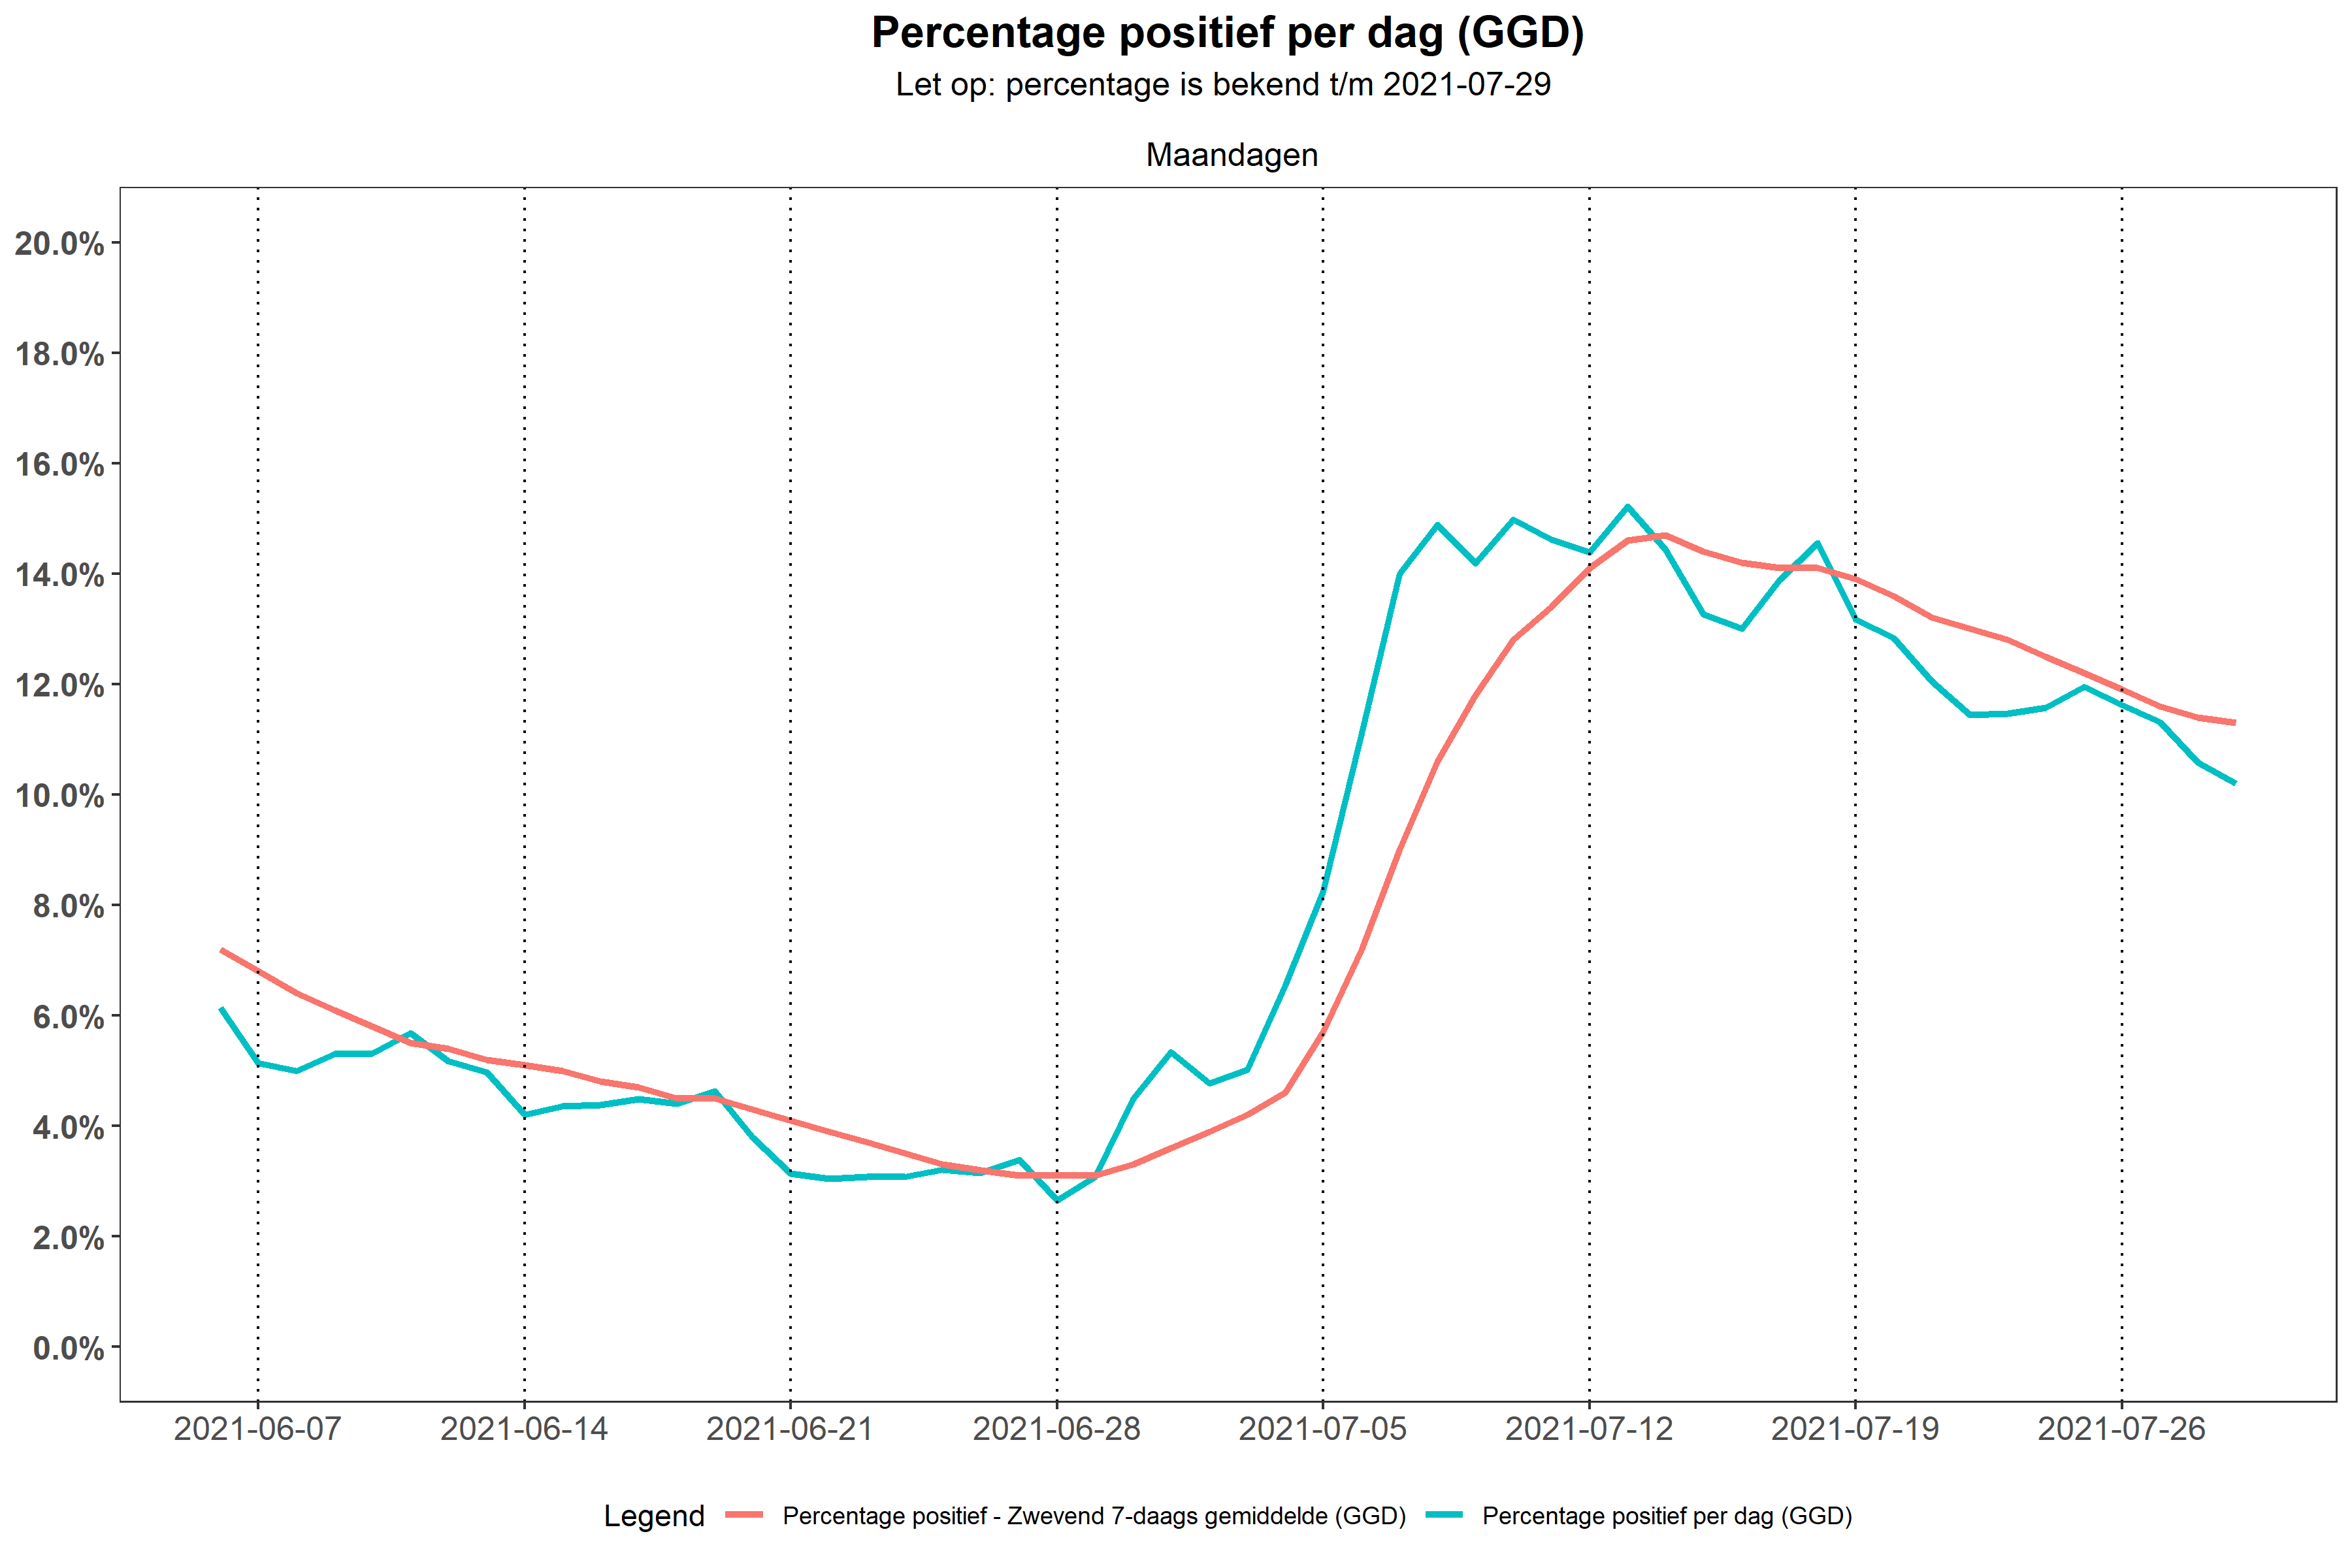 Percentage positief per dag (GGD)
Let op: percentage is bekend t/m 2021-07-29
Maandagen
20.0%
18.0%
16.0%
14.0%
12.0%
10.0%
8.0%
6.0%
4.0%
2.0%
0.0%
2021-06-07 2021-06-14 2021-06-21 2021-06-28 2021-07-05 2021-07-12 2021-07-19 2021-07-26
Legend Percentage positief - Zwevend 7-daags gemiddelde (GGD) Percentage positief per dag (GGD)